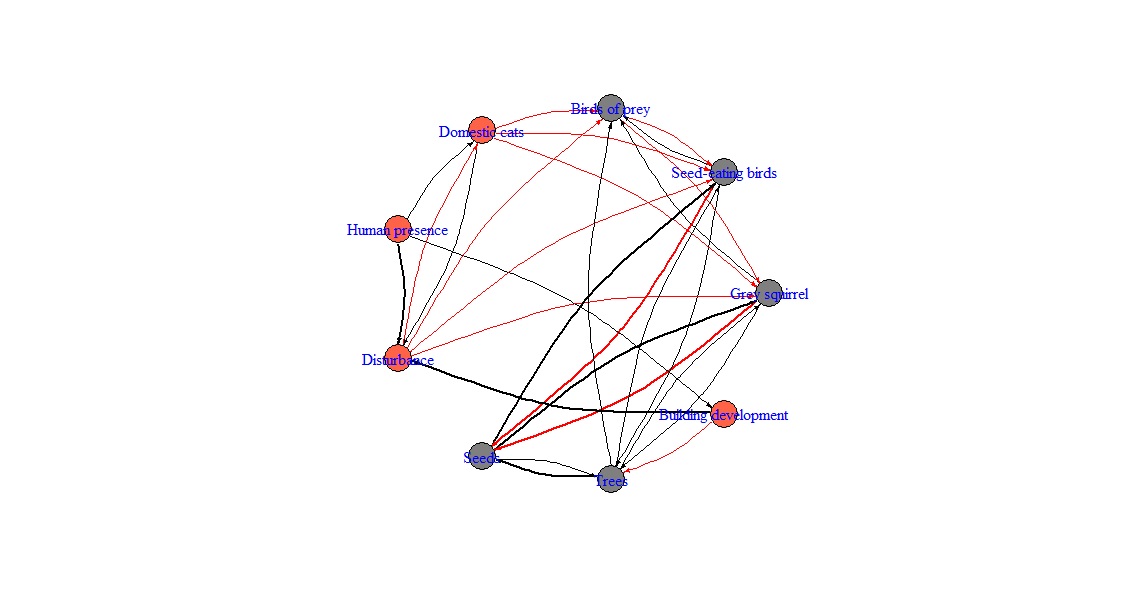 Birds of prey
Domestic cats
Seed-eating birds
Human presence
Grey squirrel
Disturbance
Building development
Seeds
Trees